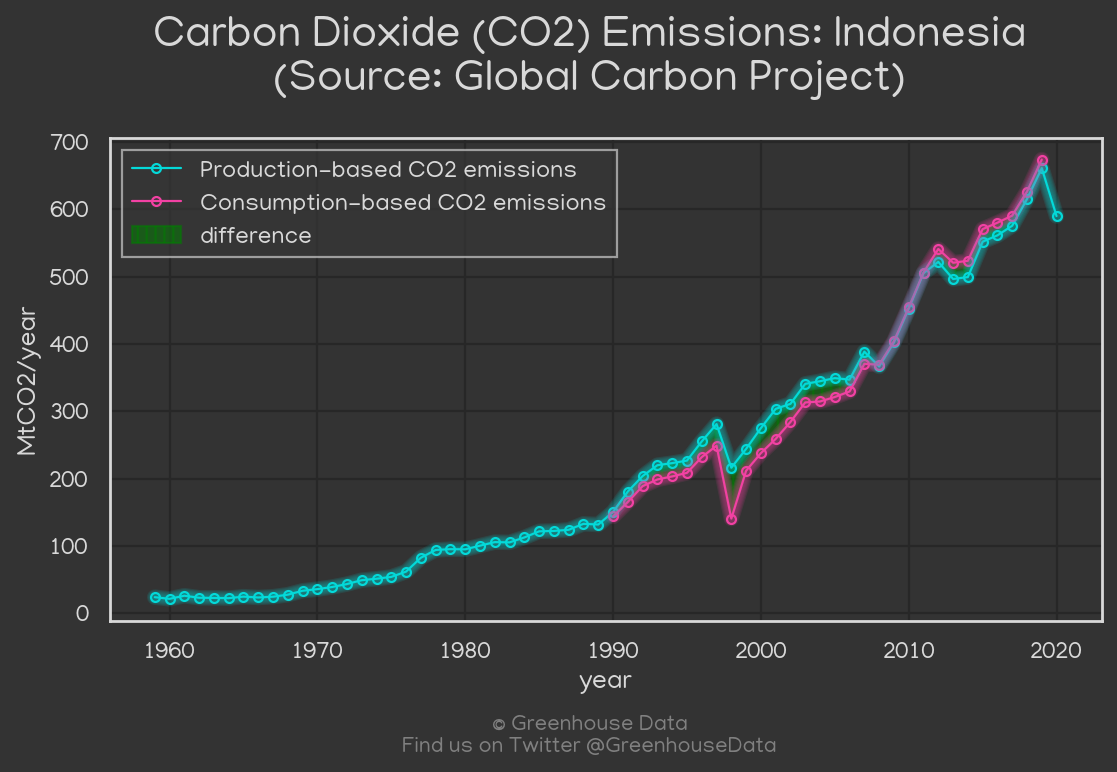 Carbon Dioxide (CO2) Emissions: Indonesia
(Source: Global Carbon Project)
700
600
500
400
300
200
100
0
MtCO2/year
Production-based CO2 emissions
Consumption-based CO2 emissions
difference
1960 1970 1980 1990 2000 2010 2020
year
© Greenhouse Data
Find us on Twitter @GreenhouseData